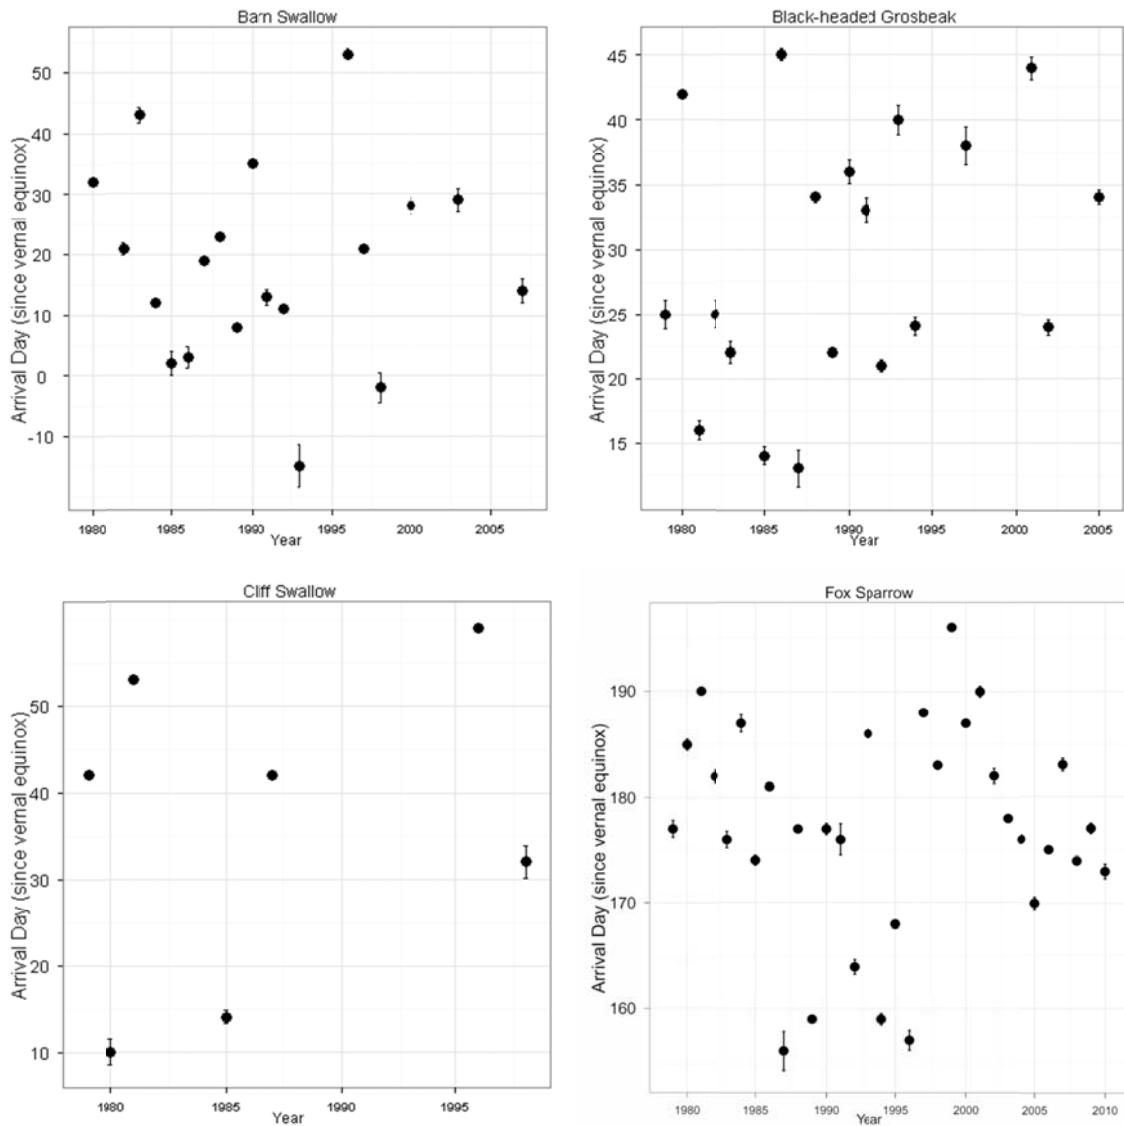 Barn Swallow
Arrival Day (since vernal equinox)
50
40
30
20
10
0
-10
1980 1985 1990 1995 2000 2005
Year
Black-headed Grosbeak
Arrival Day (since vernal equinox)
45
40
35
30
25
20
15
1980 1985 1990 1995 2000 2005
Year
Cliff Swallow
Arrival Day (since vernal equinox)
50
40
30
20
10
1980 1985 1990 1995
Year
Fox Sparrow
Arrival Day (since vernal equinox)
190
180
170
160
1980 1985 1990 1995 2000 2005 2010
Year